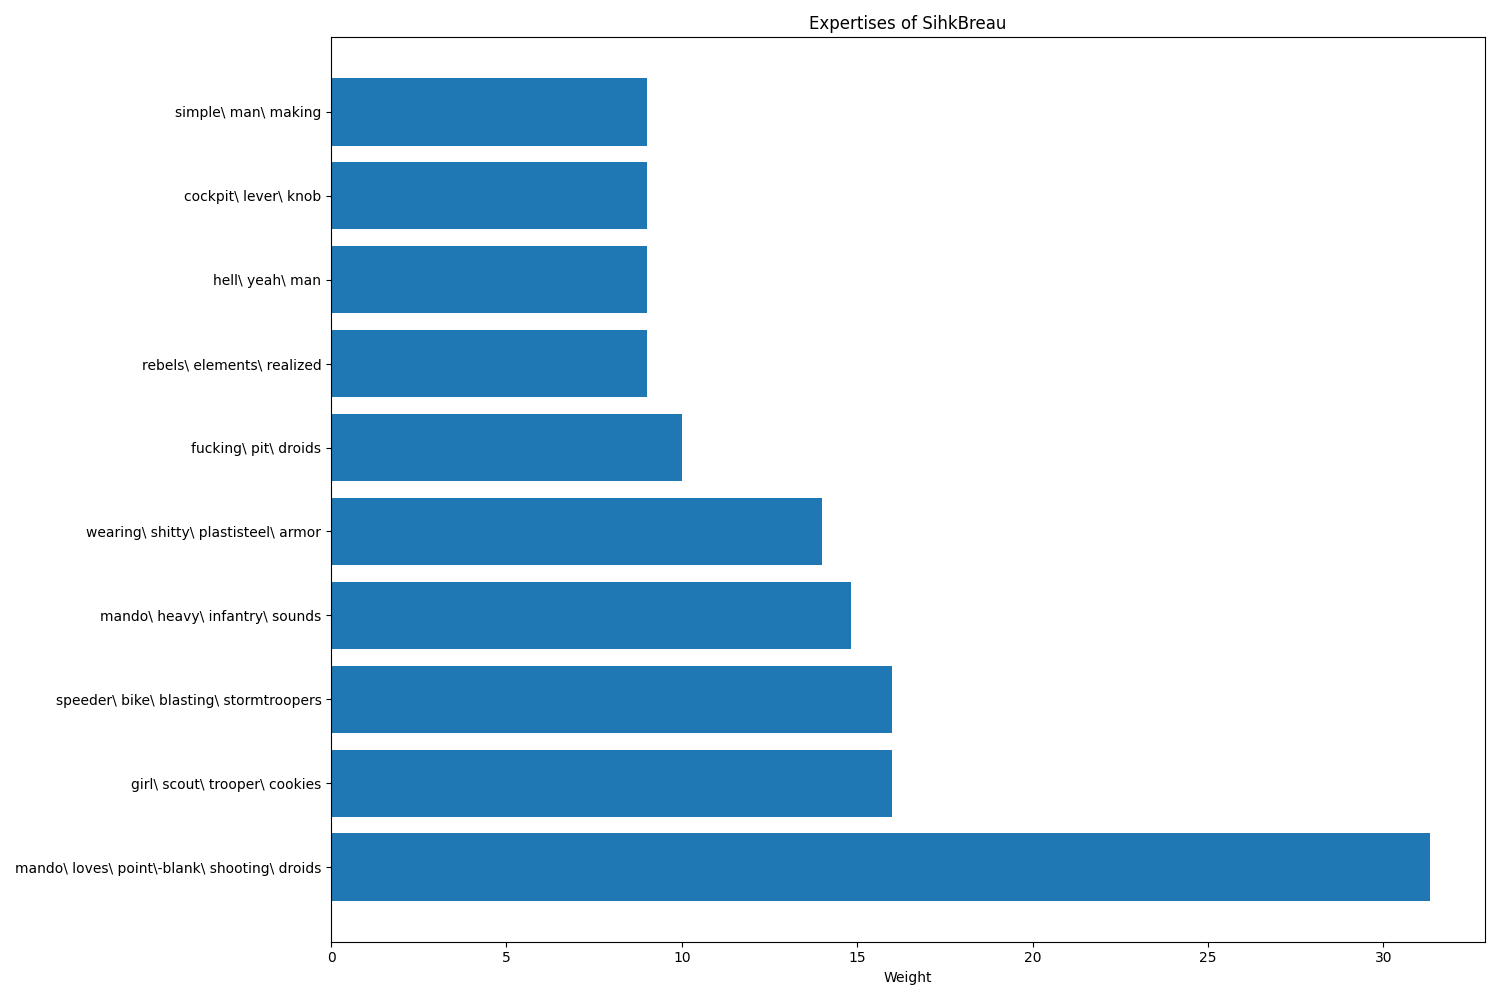 Expertises of SihkBreau
simple\ man\ making
cockpit\ lever\ knob
hell\ yeah\ man
rebels\ elements\ realized
fucking\ pit\ droids
wearing\ shitty\ plastisteel\ armor
mando\ heavy\ infantry\ sounds
speeder\ bike\ blasting\ stormtroopers
girl\ scout\ trooper\ cookies
mando\ loves\ point\-blank\ shooting\ droids
0 5 10 15 20 25 30
Weight